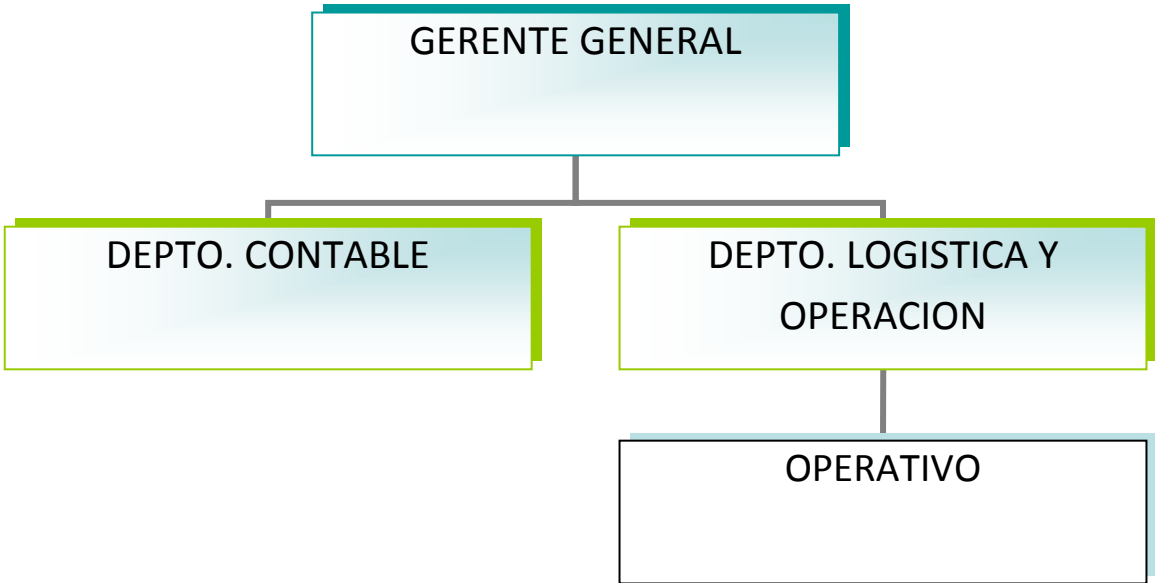 GERENTE GENERAL
DEPTO. CONTABLE
DEPTO. LOGISTICA Y
OPERACION
OPERATIVO